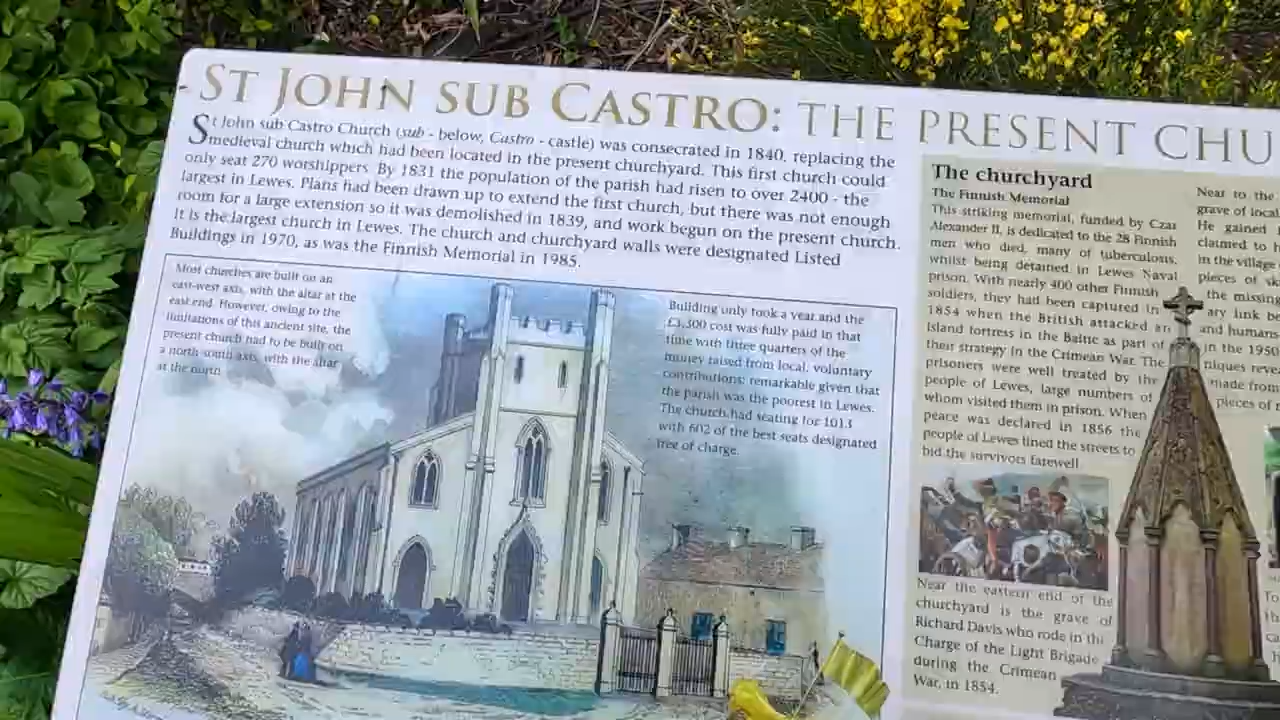 ST JOHN SUB CASTRO: THE PRESENT CHU
St John sub Castro Church (sub - below, Castro - castle) was consecrated in 1840, replacing the
medieval church which had been located in the present churchyard. This first church could
only seat 270 worshippers. By 1831 the population of the parish had risen to over 2400 - the
largest in Lewes. Plans had been drawn up to extend the first church, but there was not enough
room for a large extension so it was demolished in 1839, and work begun on the present church.
It is the largest church in Lewes. The church and churchyard walls were designated Listed
Buildings in 1970, as was the Finnish Memorial in 1985.
Most churches are built on an
east-west axis, with the altar at the
east end. However, owing to the
limitations of this ancient site, the
present church had to be built on
a north-south axis, with the altar
at the north
Building only took a year and the
£3,500 cost was fully paid in that
time with three quarters of the
money raised from local, voluntary
contributions: remarkable given that
the parish was the poorest in Lewes.
The church had seating for 1013
with 602 of the best seats designated
free of charge.
The churchyard
The Finnish Memorial
This striking memorial, funded by Czar
Alexander II, is dedicated to the 28 Finnish
men who died, many of tuberculous,
whilst being detained in Lewes Naval
prison. With nearly 400 other Finnish
soldiers, they had been captured in
1854 when the British attacked an
island fortress in the Baltic as part of
their strategy in the Crimean War. The
prisoners were well treated by the
people of Lewes, large numbers of
whom visited them in prison. When
peace was declared in 1856 the
people of Lewes lined the streets to
bid the survivors farewell
Near the eastern end of the
churchyard is the grave of
Richard Davis who rode in the
Charge of the Light Brigade
during the Crimean
War, in 1854.
Near to the
grave of local
He gained
claimed to
in the village
pieces of
the missing
ary link be
and humans
in the 1950
niques revea
made from
pieces of
To